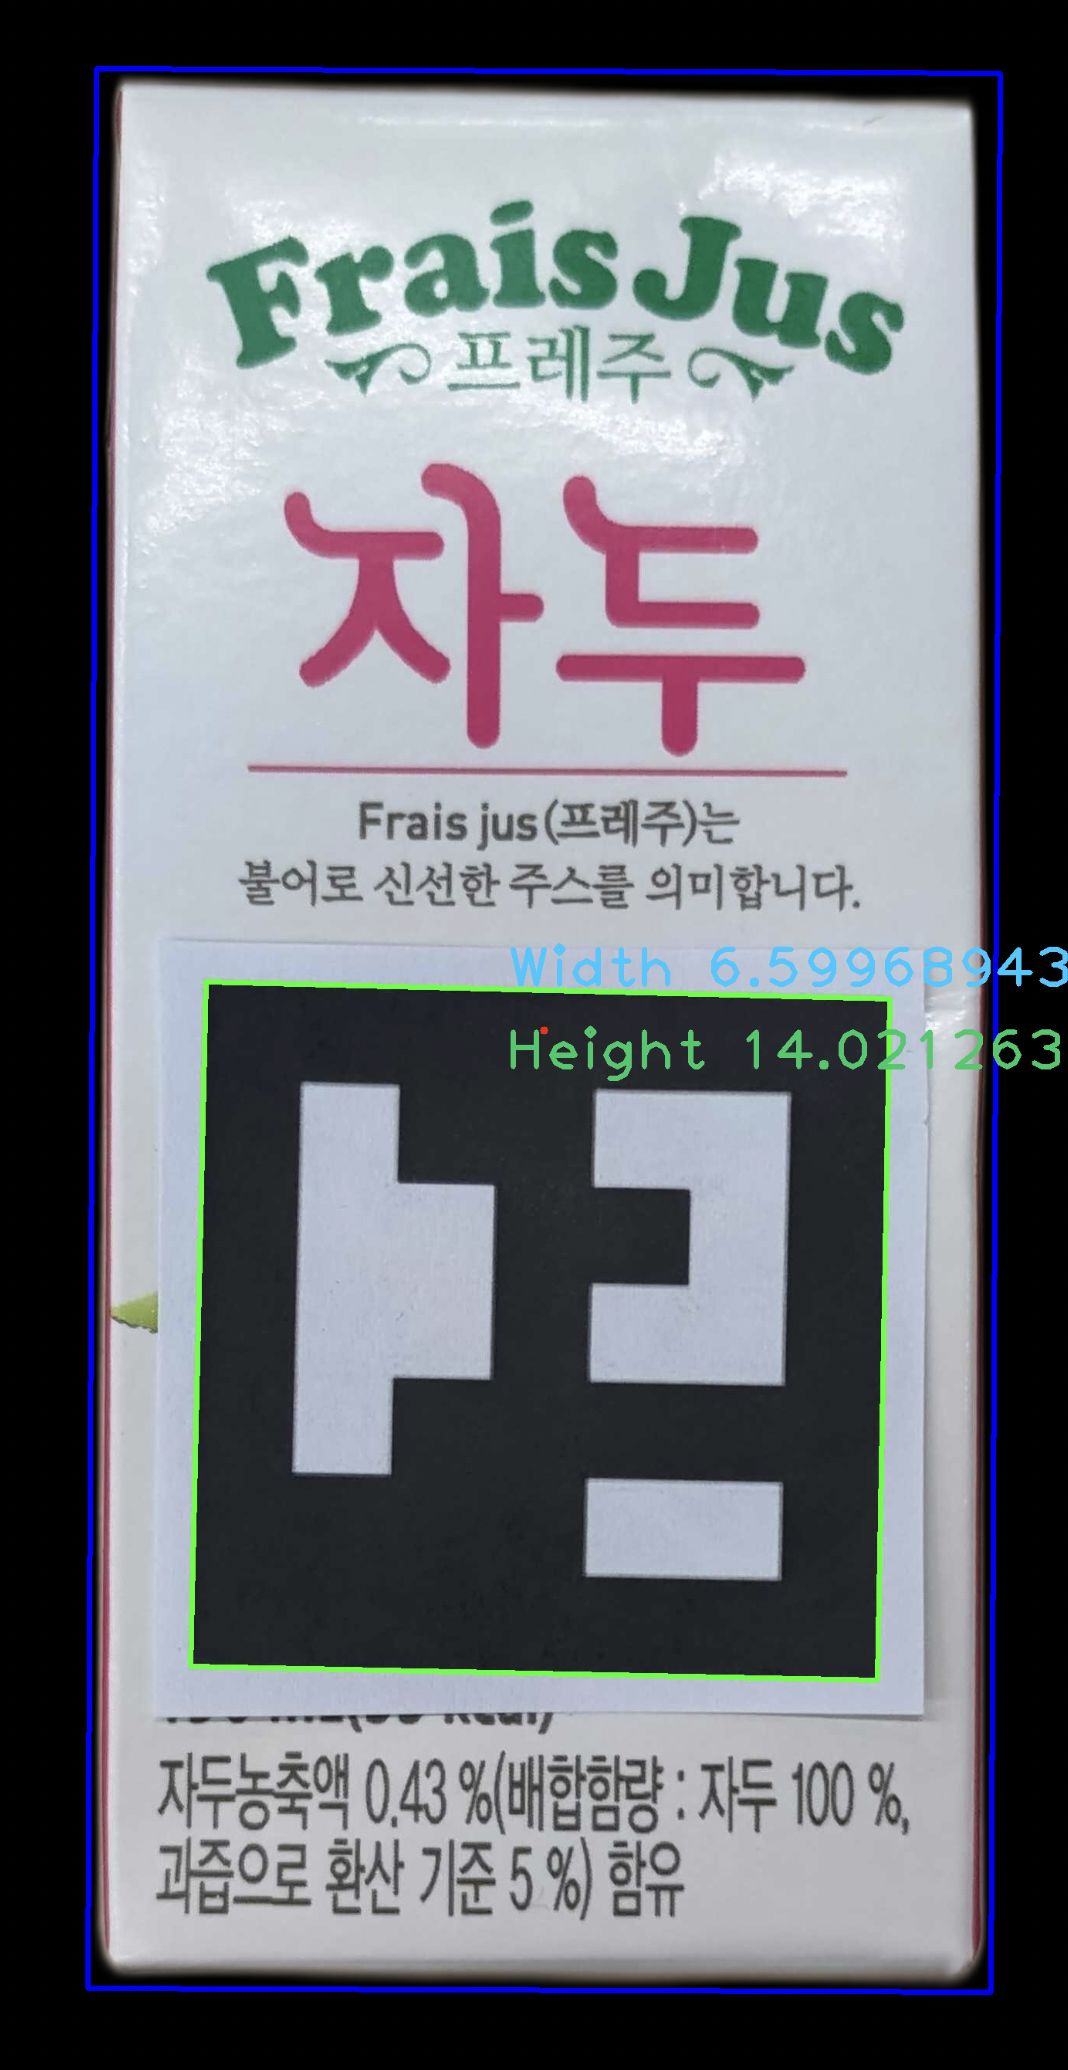 Frais Jus
프레주
자두
Frais jus(프레주)는
불어로 신선한 주스를 의미합니다.
Width 6.59968943
Height 14.021263
자두농축액 0.43 %(배합함량 : 자두 100 %,
과즙으로 환산 기준 5 %) 함유